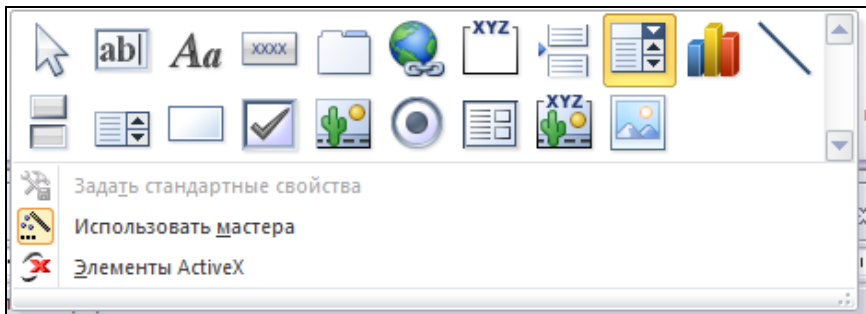 ab Aa XXXX XYZ
XYZ
Задать стандартные свойства
Использовать мастера
Элементы ActiveX